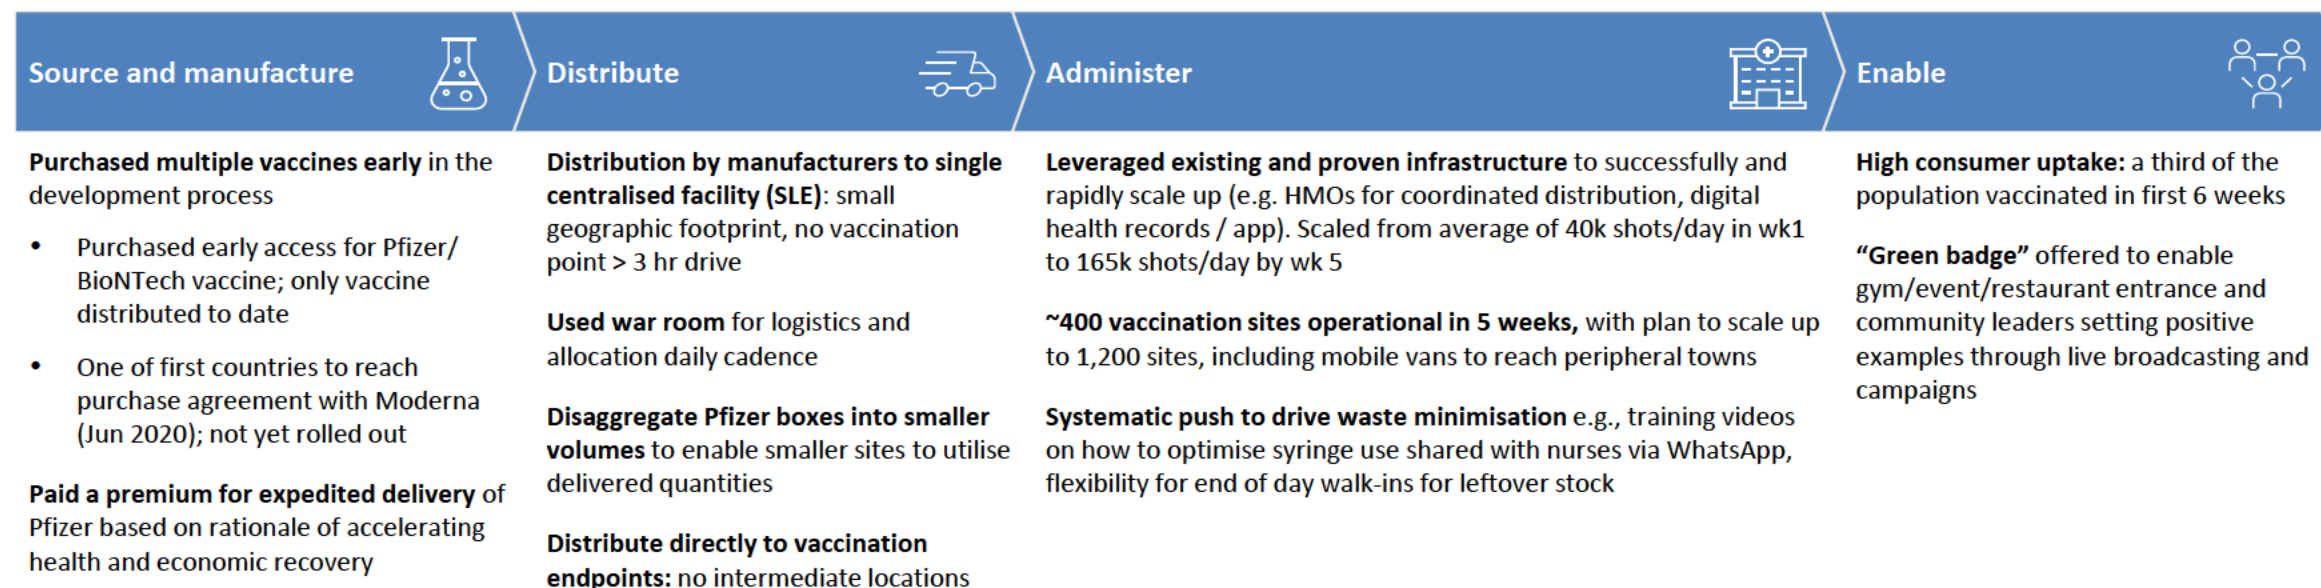 Source and manufacture
Purchased multiple vaccines early in the
development process
• Purchased early access for Pfizer/
BioNTech vaccine; only vaccine
distributed to date
• One of first countries to reach
purchase agreement with Moderna
(Jun 2020); not yet rolled out
Paid a premium for expedited delivery of
Pfizer based on rationale of accelerating
health and economic recovery
Distribute
Distribution by manufacturers to single
centralised facility (SLE): small
geographic footprint, no vaccination
point > 3 hr drive
Used war room for logistics and
allocation daily cadence
Disaggregate Pfizer boxes into smaller
volumes to enable smaller sites to utilise
delivered quantities
Distribute directly to vaccination
endpoints: no intermediate locations
Administer
Leveraged existing and proven infrastructure to successfully and
rapidly scale up (e.g. HMOs for coordinated distribution, digital
health records / app). Scaled from average of 40k shots/day in wk1
to 165k shots/day by wk 5
~400 vaccination sites operational in 5 weeks, with plan to scale up
to 1,200 sites, including mobile vans to reach peripheral towns
Systematic push to drive waste minimisation e.g., training videos
on how to optimise syringe use shared with nurses via WhatsApp,
flexibility for end of day walk-ins for leftover stock
Enable
High consumer uptake: a third of the
population vaccinated in first 6 weeks
“Green badge” offered to enable
gym/event/restaurant entrance and
community leaders setting positive
examples through live broadcasting and
campaigns